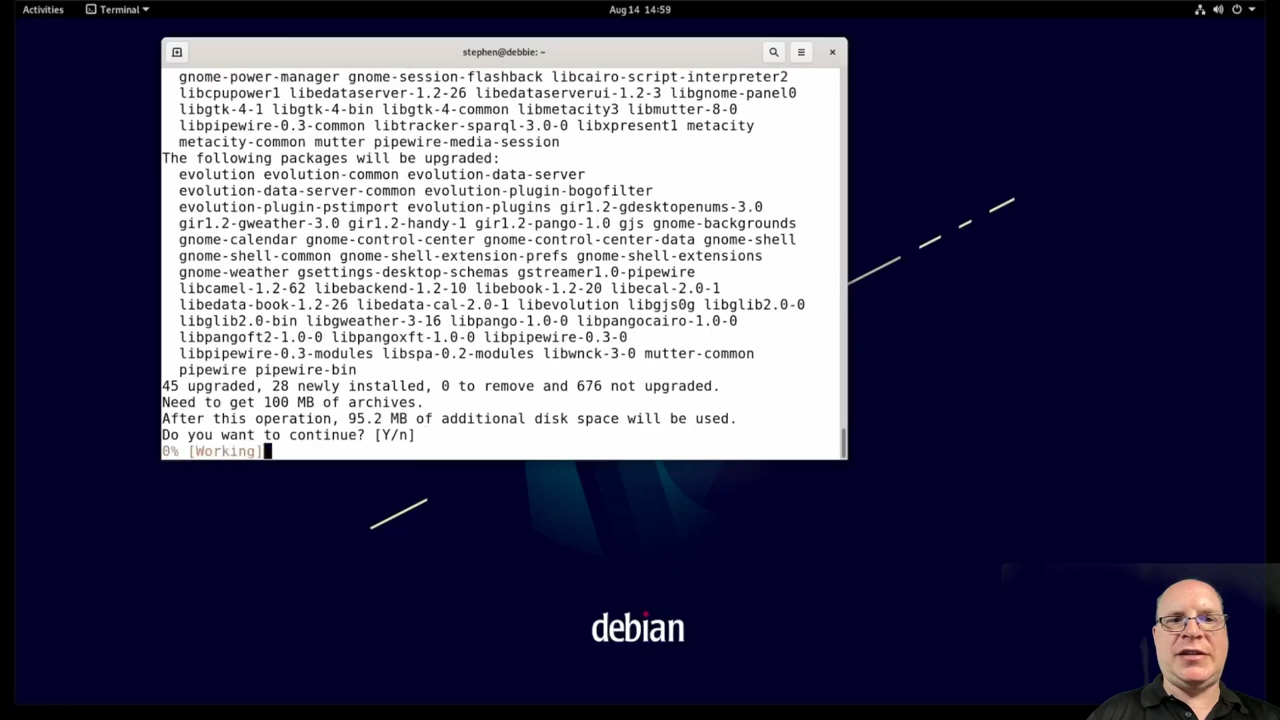 Activities
Terminal
Aug 14 14:59
stephen@debbie: ~
gnome-power-manager gnome-session-flashback libcairo-script-interpreter2
libcpupower1 libedataserver-1.2-26 libedataserverui-1.2-3 libgnome-panel0
libgtk-4-1 libgtk-4-bin libgtk-4-common libmetacity3 libmutter-8-0
libpipewire-0.3-common libtracker-sparql-3.0-0 libxpresent1 metacity
metacity-common mutter pipewire-media-session
The following packages will be upgraded:
evolution evolution-common evolution-data-server
evolution-data-server-common evolution-plugin-bogofilter
evolution-plugin-pstimport evolution-plugins gir1.2-gdesktopenums-3.0
gir1.2-gweather-3.0 gir1.2-handy-1 gir1.2-pango-1.0 gjs gnome-backgrounds
gnome-calendar gnome-control-center gnome-control-center-data gnome-shell
gnome-shell-common gnome-shell-extension-prefs gnome-shell-extensions
gnome-weather gsettings-desktop-schemas gstreamer1.0-pipewire
libcamel-1.2-62 libebackend-1.2-10 libebook-1.2-20 libecal-2.0-1
libedata-book-1.2-26 libedata-cal-2.0-1 libevolution libgjs0g libglib2.0-0
libglib2.0-bin libgweather-3-16 libpango-1.0-0 libpangocairo-1.0-0
libpangoft2-1.0-0 libpangoxft-1.0-0 libpipewire-0.3-0
libpipewire-0.3-modules libspa-0.2-modules libwnck-3-0 mutter-common
pipewire pipewire-bin
45 upgraded, 28 newly installed, 0 to remove and 676 not upgraded.
Need to get 100 MB of archives.
After this operation, 95.2 MB of additional disk space will be used.
Do you want to continue? [Y/n]
0% [Working]
debian